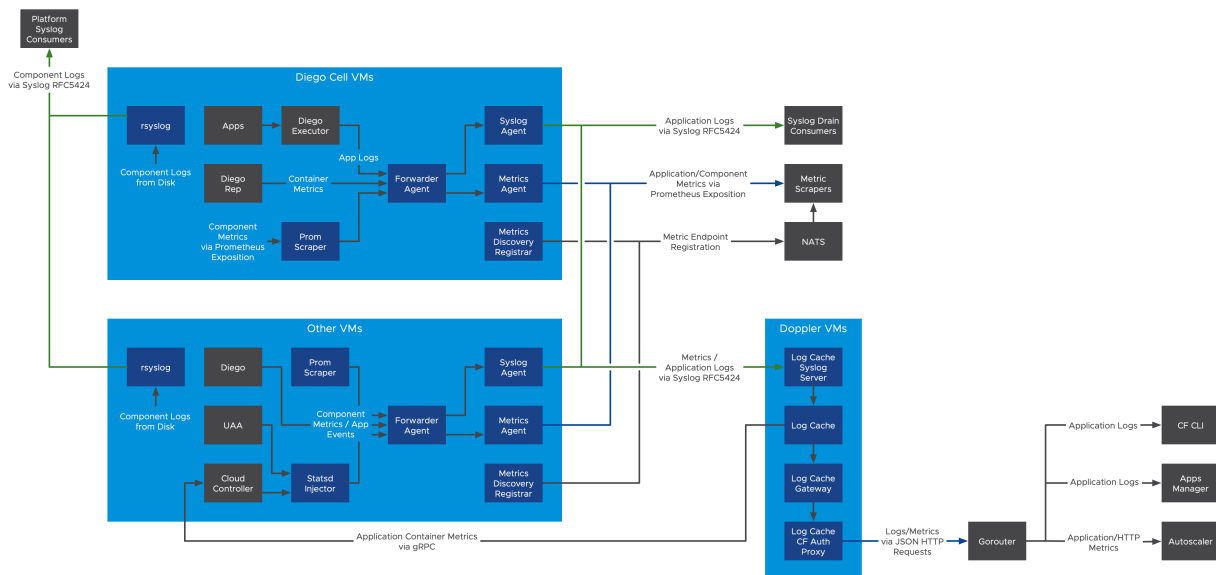 Platform
Syslog
Consumers
Component Logs
via Syslog RFC5424
Diego Cell VMs
rsyslog
Component Logs
from Disk
Apps
Diego
Executor
App Logs
Diego
Rep
Container
Metrics
Component
Metrics
via Prometheus
Exposition
Prom
Scraper
Forwarder
Agent
Syslog
Agent
Metrics
Agent
Metrics
Discovery
Registrar
Application Logs
via Syslog RFC5424
Syslog Drain
Consumers
Application/Component
Metrics via
Prometheus Exposition
Metric
Scrapers
Metric Endpoint
Registration
NATS
Other VMs
rsyslog
Component Logs
from Disk
Diego
Prom
Scraper
UAA
Component
Metrics / App
Events
Cloud
Controller
Statsd
Injector
Forwarder
Agent
Syslog
Agent
Metrics
Agent
Metrics
Discovery
Registrar
Metrics /
Application Logs
via Syslog RFC5424
Application Container Metrics
via gRPC
Doppler VMs
Log Cache
Syslog
Server
Log Cache
Log Cache
Gateway
Log Cache
CF Auth
Proxy
Logs/Metrics
via JSON HTTP
Requests
Gorouter
Application Logs
CF CLI
Application Logs
Apps
Manager
Application/HTTP
Metrics
Autoscaler